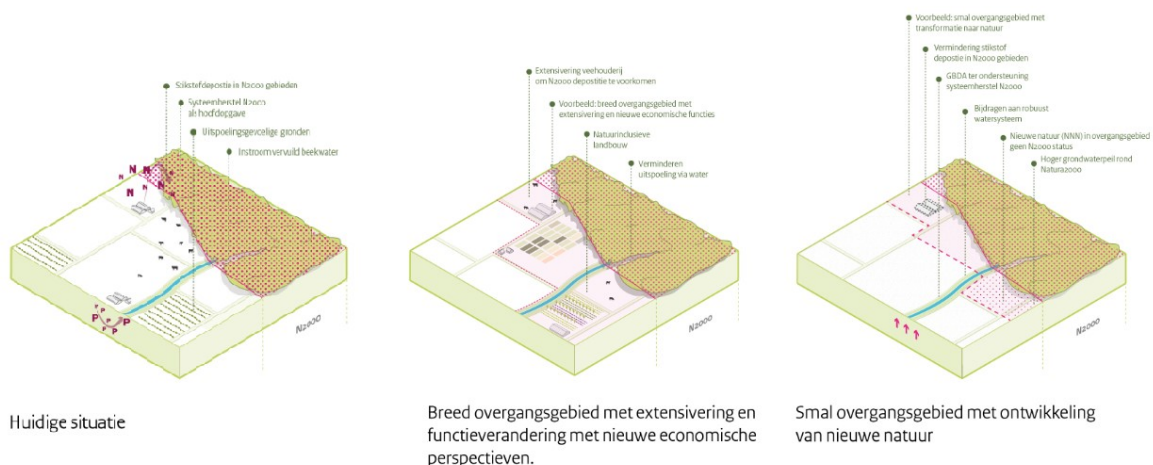 Stikstofdepostie in N2000 gebieden
Systeemherstel N2000
als hoofdopgave
Uitspoelingsgevoelige gronden
Instroom vervuild beekwater
N
N
N
N
N
N
N
P
P
P
P
P
P
N2000
Huidige situatie
Extensivering veehouderij
om N2000 depostitie te voorkomen
Voorbeeld: breed overgangsgebied met
extensivering en nieuwe economische functies
Natuurinclusieve
landbouw
Verminderen
uitspoeling via water
N2000
Breed overgangsgebied met extensivering en
functieverandering met nieuwe economische
perspectieven.
Voorbeeld: smal overgangsgebied met
transformatie naar natuur
Vermindering stikstof
depostie in N2000 gebieden
GBDA ter ondersteuning
systeemherstel N2000
Bijdragen aan robuust
watersysteem
Nieuwe natuur (NNN) in overgangsgebied
geen N2000 status
Hoger grondwaterpeil rond
Natura2000
N2000
Smal overgangsgebied met ontwikkeling
van nieuwe natuur